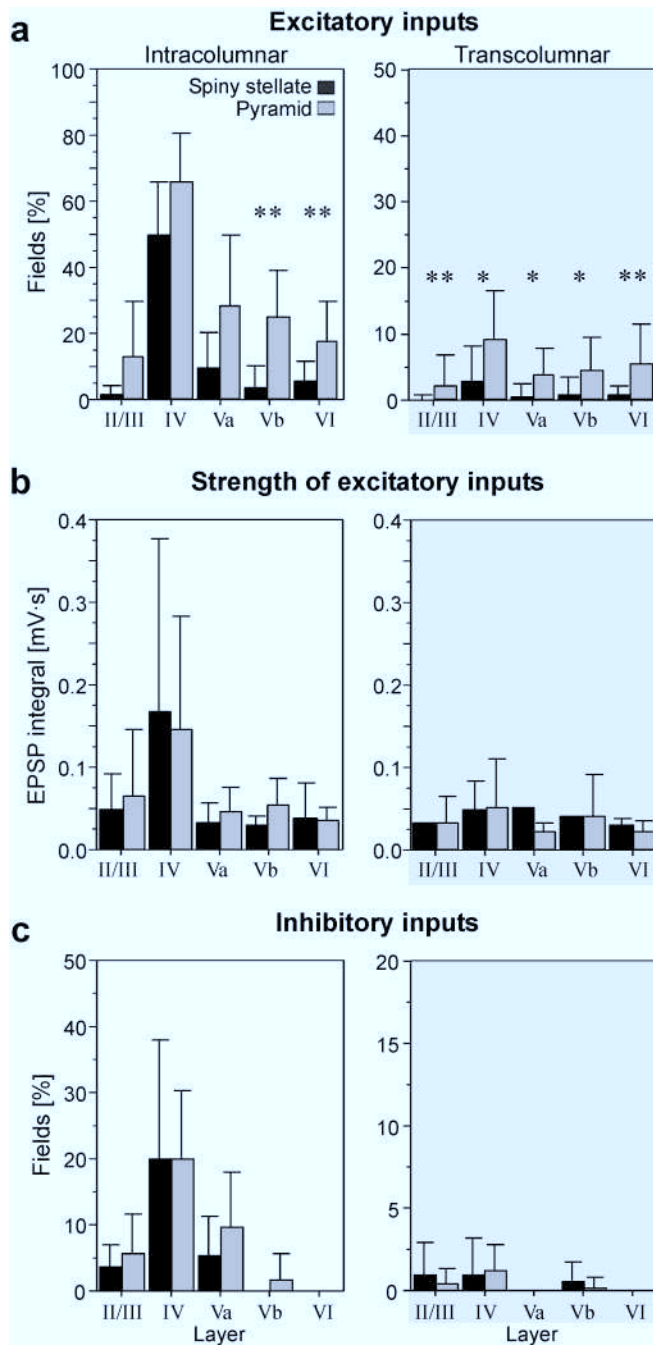 a Excitatory inputs
Intracolumnar Transcolumnar
Spiny stellate
Pyramid
Fields [%]
100
80
60
40
20
0
** **
II/III IV Va Vb VI
50
40
30
20
10
0
** * * * **
II/III IV Va Vb VI
b Strength of excitatory inputs
EPSP integral [mV·s]
0.4
0.3
0.2
0.1
0.0
II/III IV Va Vb VI
0.4
0.3
0.2
0.1
0.0
II/III IV Va Vb VI
c Inhibitory inputs
Fields [%]
50
40
30
20
10
0
II/III IV Va Vb VI
Layer
20
15
10
5
0
II/III IV Va Vb VI
Layer